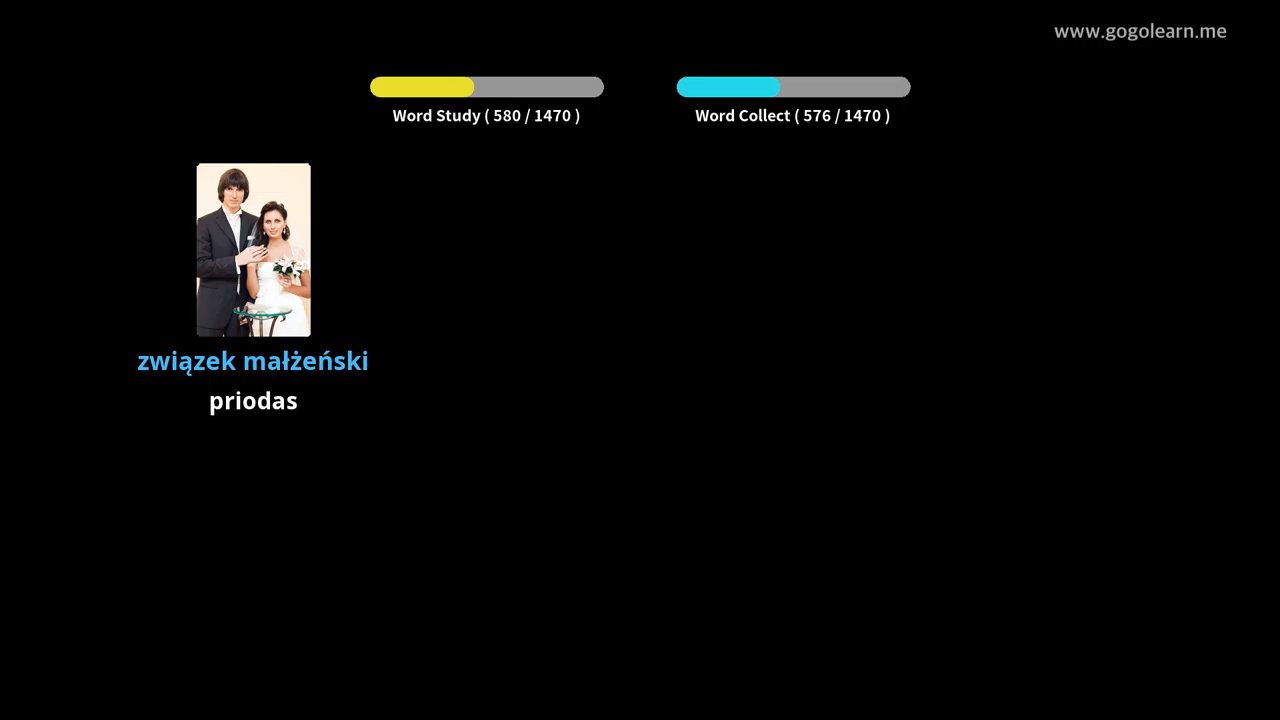 www.gogolearn.me
Word Study ( 580 / 1470 )
Word Collect ( 576 / 1470 )
związek małżeński
priodas